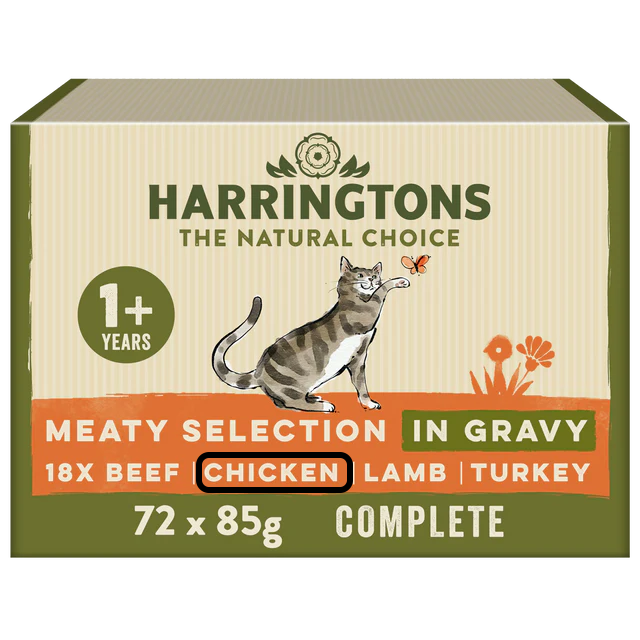 HARRINGTONS
THE NATURAL CHOICE
1+
YEARS
MEATY SELECTION IN GRAVY
18X BEEF | CHICKEN | LAMB | TURKEY
72 x 85g COMPLETE